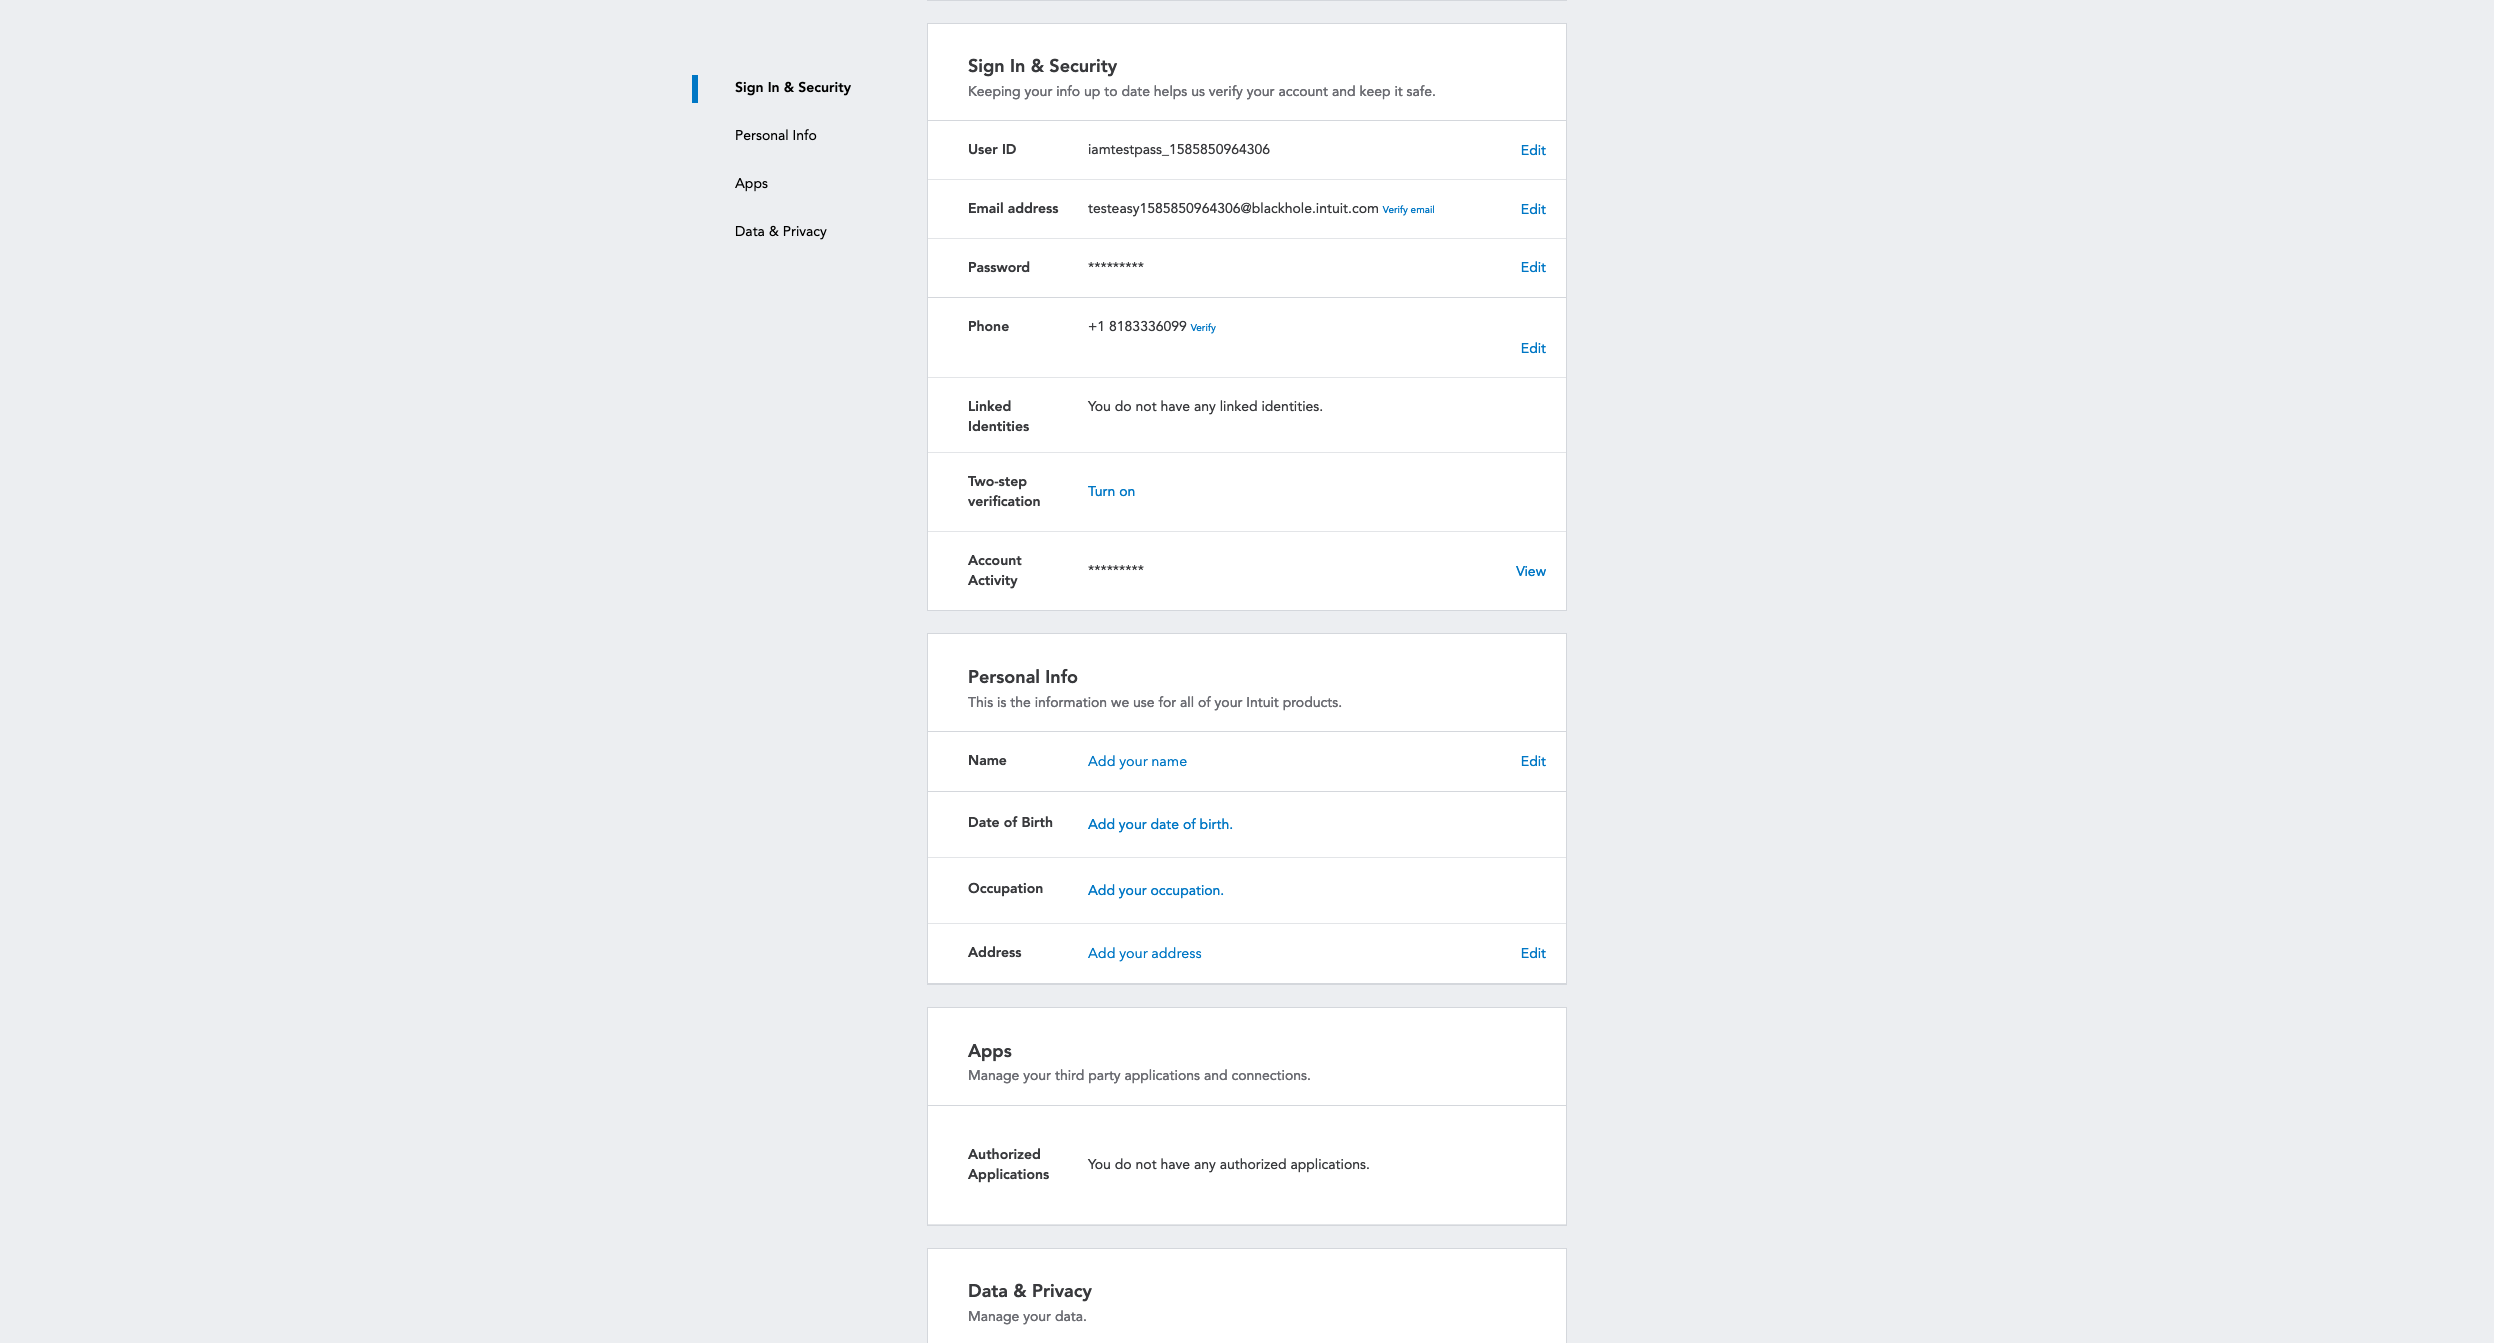 Sign In & Security
Personal Info
Apps
Data & Privacy
Sign In & Security
Keeping your info up to date helps us verify your account and keep it safe.
User ID iamtestpass_1585850964306 Edit
Email address testeasy1585850964306@blackhole.intuit.com Verify email Edit
Password ********* Edit
Phone +1 8183336099 Verify
Edit
Linked
Identities
You do not have any linked identities.
Two-step
verification
Turn on
Account
Activity
*********
View
Personal Info
This is the information we use for all of your Intuit products.
Name Add your name Edit
Date of Birth Add your date of birth.
Occupation Add your occupation.
Address Add your address Edit
Apps
Manage your third party applications and connections.
Authorized
Applications
You do not have any authorized applications.
Data & Privacy
Manage your data.